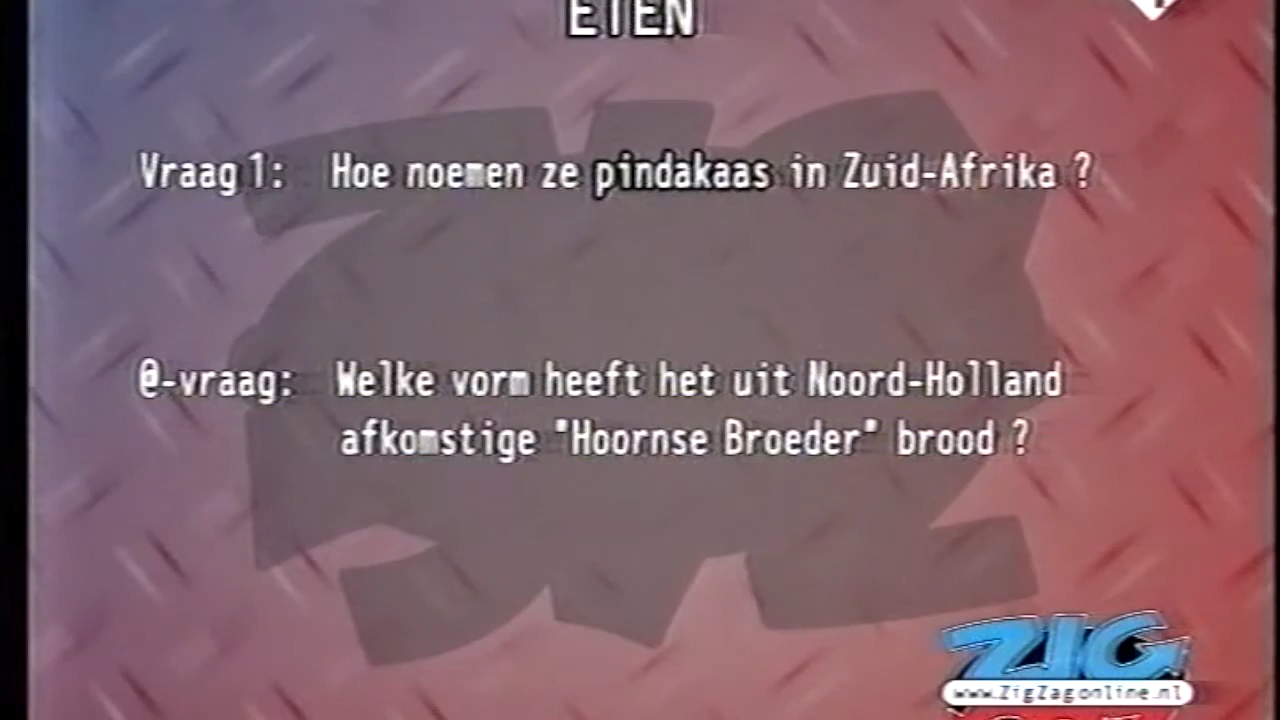 ETEN
Vraag 1: Hoe noemen ze pindakaas in Zuid-Afrika ?
@-vraag: Welke vorm heeft het uit Noord-Holland
afkomstige "Hoornse Broeder" brood ?
ZIG
www.ZigZagonline.nl